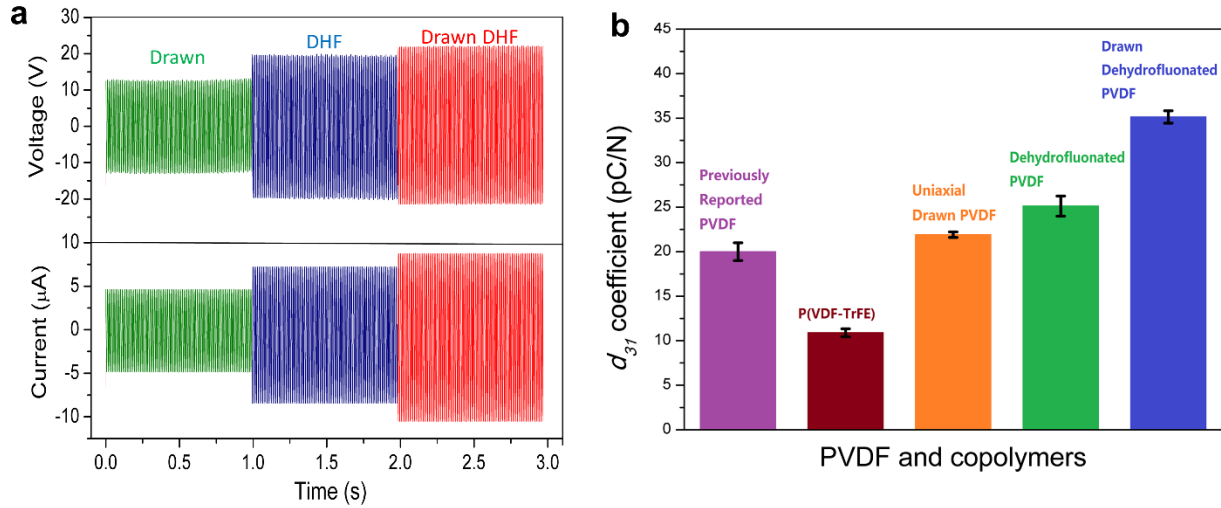 a
30
20
10
0
-10
-20
10
5
0
-5
-10
Voltage (V)
Current (μA)
Drawn
DHF
Drawn DHF
0.0 0.5 1.0 1.5 2.0 2.5 3.0
Time (s)
b
45
40
35
30
25
20
15
10
5
0
d31 coefficient (pC/N)
Previously
Reported
PVDF
P(VDF-TrFE)
Uniaxial
Drawn PVDF
Dehydrofluonated
PVDF
Drawn
Dehydrofluonated
PVDF
PVDF and copolymers